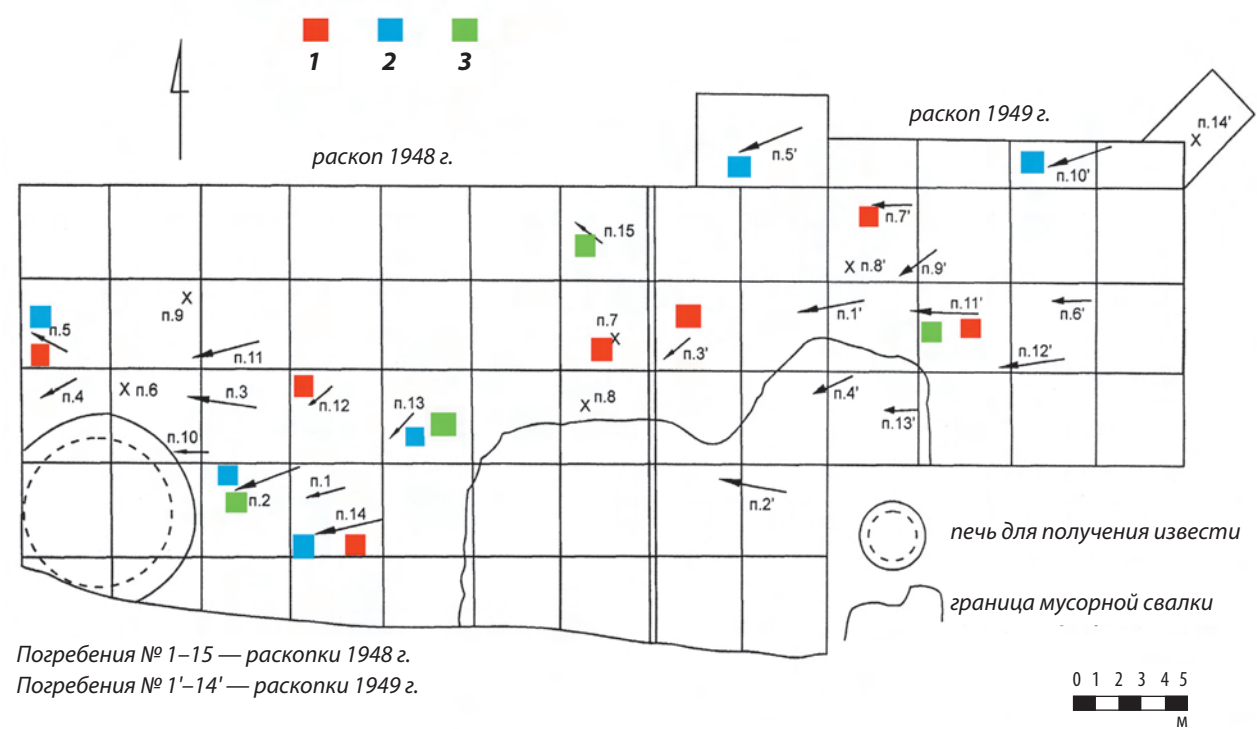 1 2 3
раскоп 1949 г.
п.14'
раскоп 1948 г.
п.5'
п.10'
п.7'
п.15
X п.8'
п.9'
X
п.9
п.5
п.11
п.7
X
п.3'
п.1'
п.11'
п.6'
п.12'
п.4
X п.6
п.3
п.12
п.13
X п.8
п.4'
п.13'
п.10
п.2
п.1
п.14
п.2'
печь для получения извести
граница мусорной свалки
Погребения № 1–15 — раскопки 1948 г.
Погребения № 1'–14' — раскопки 1949 г.
0 1 2 3 4 5
м